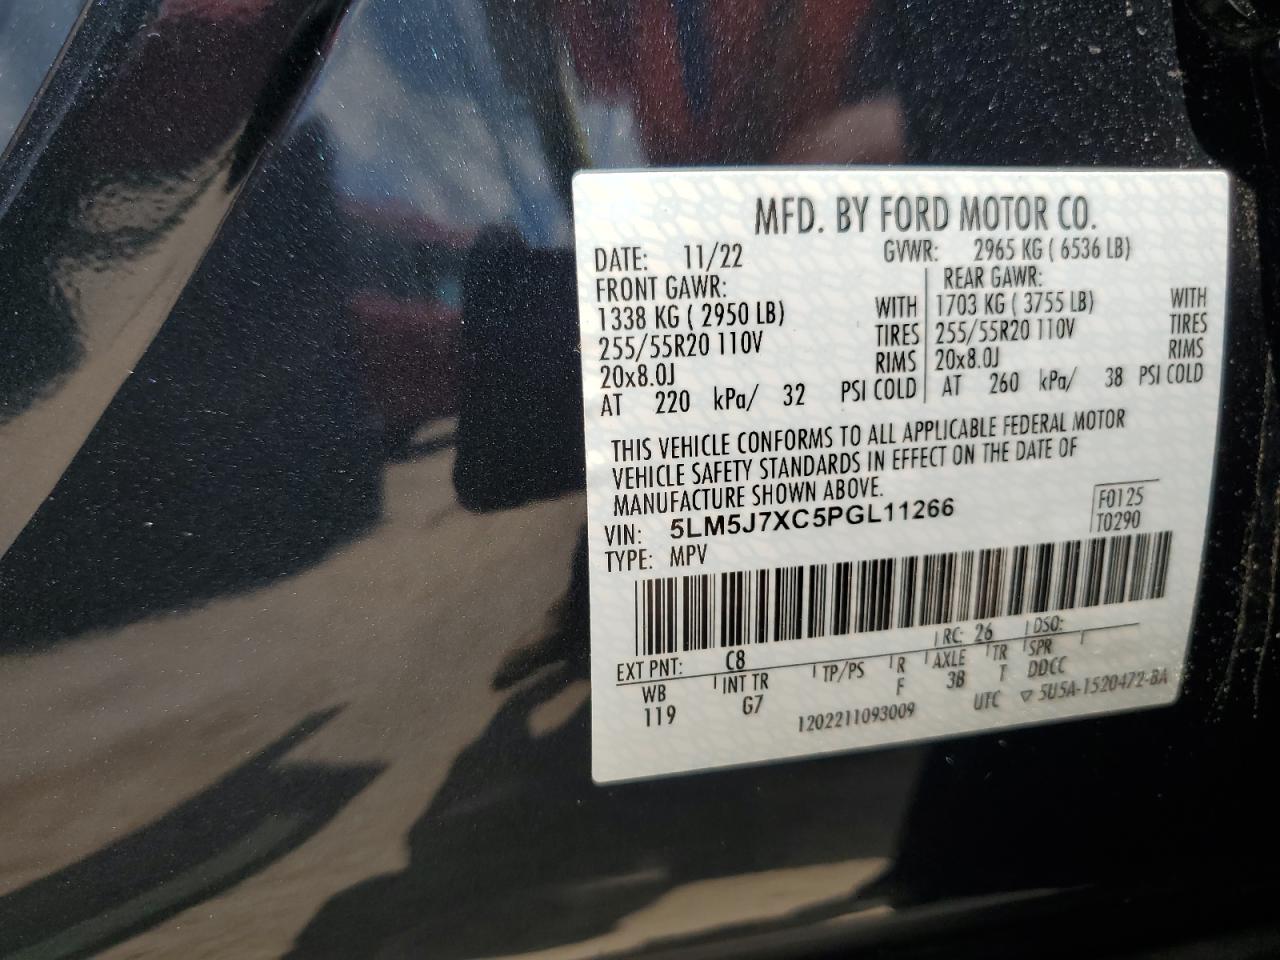 MFD. BY FORD MOTOR CO.
DATE: 11/22 GVWR: 2965 KG ( 6536 LB)
FRONT GAWR: REAR GAWR:
1338 KG ( 2950 LB) WITH 1703 KG ( 3755 LB) WITH
255/55R20 110V TIRES 255/55R20 110V TIRES
20x8.0J RIMS 20x8.0J RIMS
AT 220 kPa/ 32 PSI COLD AT 260 kPa/ 38 PSI COLD
THIS VEHICLE CONFORMS TO ALL APPLICABLE FEDERAL MOTOR
VEHICLE SAFETY STANDARDS IN EFFECT ON THE DATE OF
MANUFACTURE SHOWN ABOVE.
VIN: 5LM5J7XC5PGL11266 F0125
TYPE: MPV T0290
EXT PNT: C8 RC: 26 DSO:
WB INT TR TP/PS R AXLE TR SPR
119 G7 F 3B T DDCC
1202211093009 UTC ▽ 5U5A-1520472-BA